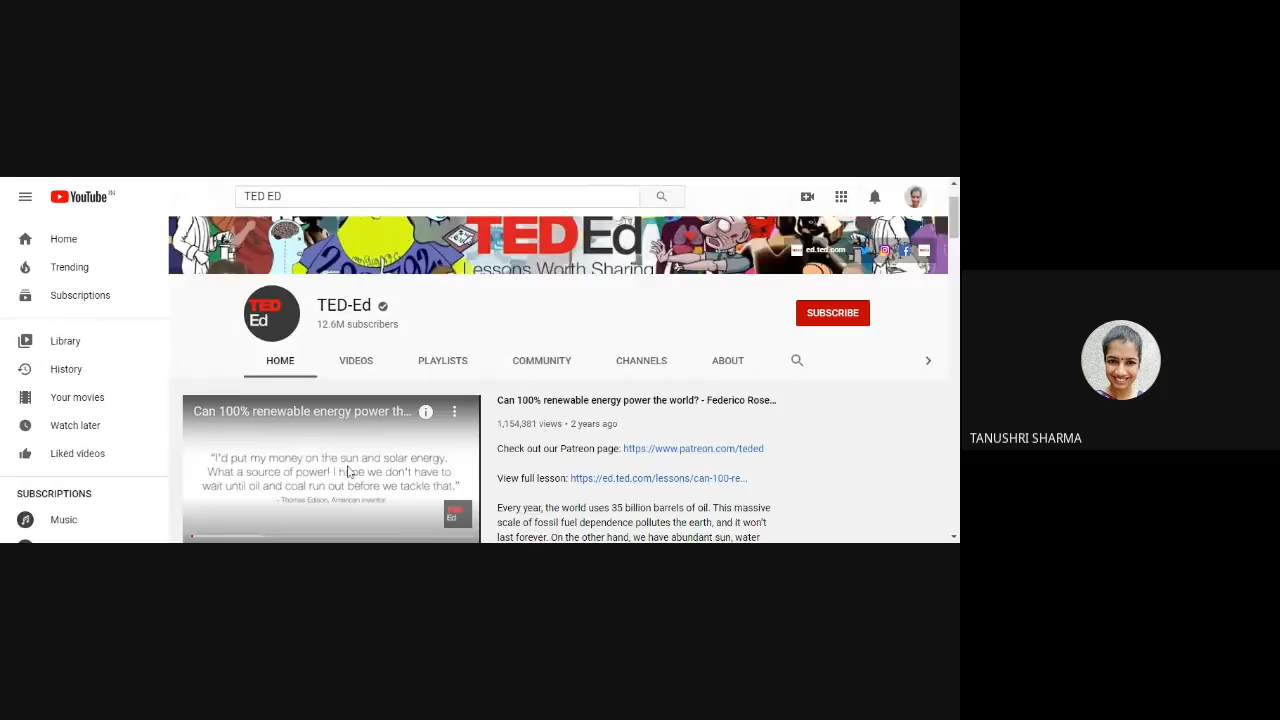 YouTube IN
TED ED
Home
Trending
Subscriptions
Library
History
Your movies
Watch later
Liked videos
SUBSCRIPTIONS
Music
TEDEd
Lessons Worth Sharing
ed.ted.com
TED
Ed
TED-Ed
12.6M subscribers
SUBSCRIBE
HOME VIDEOS PLAYLISTS COMMUNITY CHANNELS ABOUT
Can 100% renewable energy power th...
"I'd put my money on the sun and solar energy.
What a source of power! I hope we don't have to
wait until oil and coal run out before we tackle that."
- Thomas Edison, American inventor
TED
Ed
Can 100% renewable energy power the world? - Federico Rose...
1,154,381 views • 2 years ago
Check out our Patreon page: https://www.patreon.com/teded
View full lesson: https://ed.ted.com/lessons/can-100-re...
Every year, the world uses 35 billion barrels of oil. This massive
scale of fossil fuel dependence pollutes the earth, and it won't
last forever. On the other hand, we have abundant sun, water
TANUSHRI SHARMA